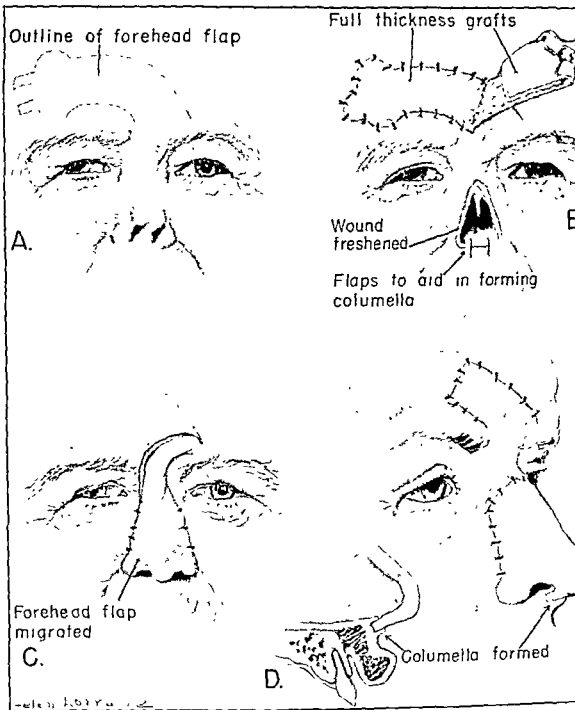 Outline of forehead flap
A.
Full thickness grafts
B
Wound
freshened
Flaps to aid in forming
columella
Forehead flap
migrated
C.
Columella formed
D.